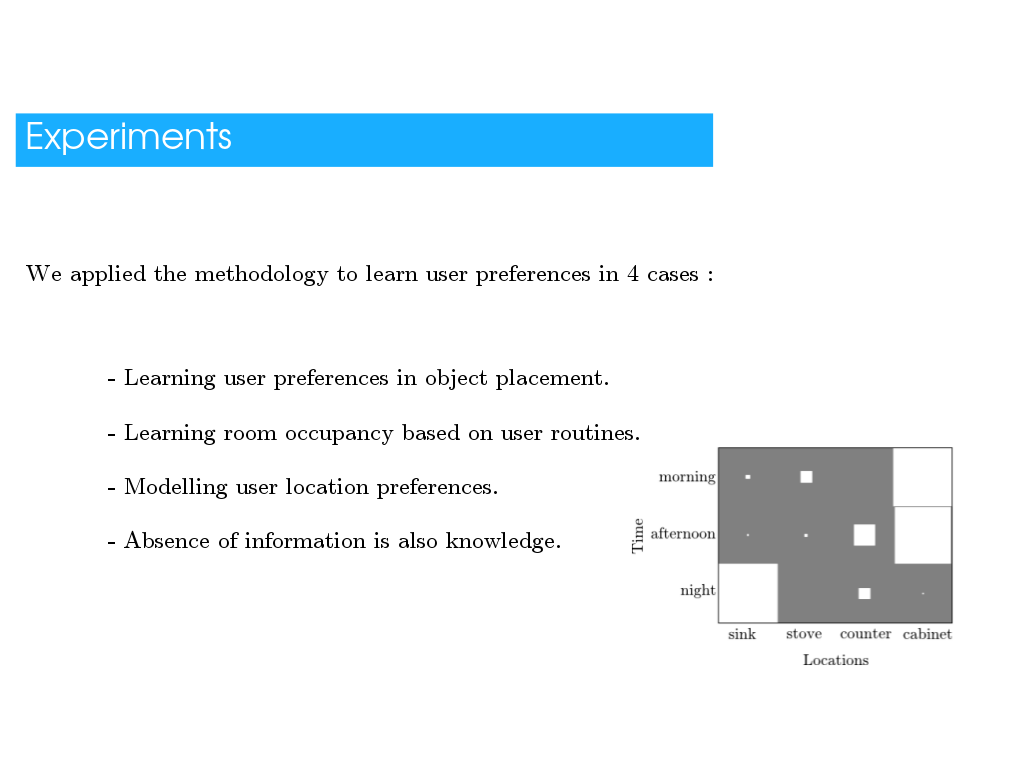 Experiments
We applied the methodology to learn user preferences in 4 cases :
- Learning user preferences in object placement.
- Learning room occupancy based on user routines.
- Modelling user location preferences.
- Absence of information is also knowledge.
Time
morning
afternoon
night
sink stove counter cabinet
Locations